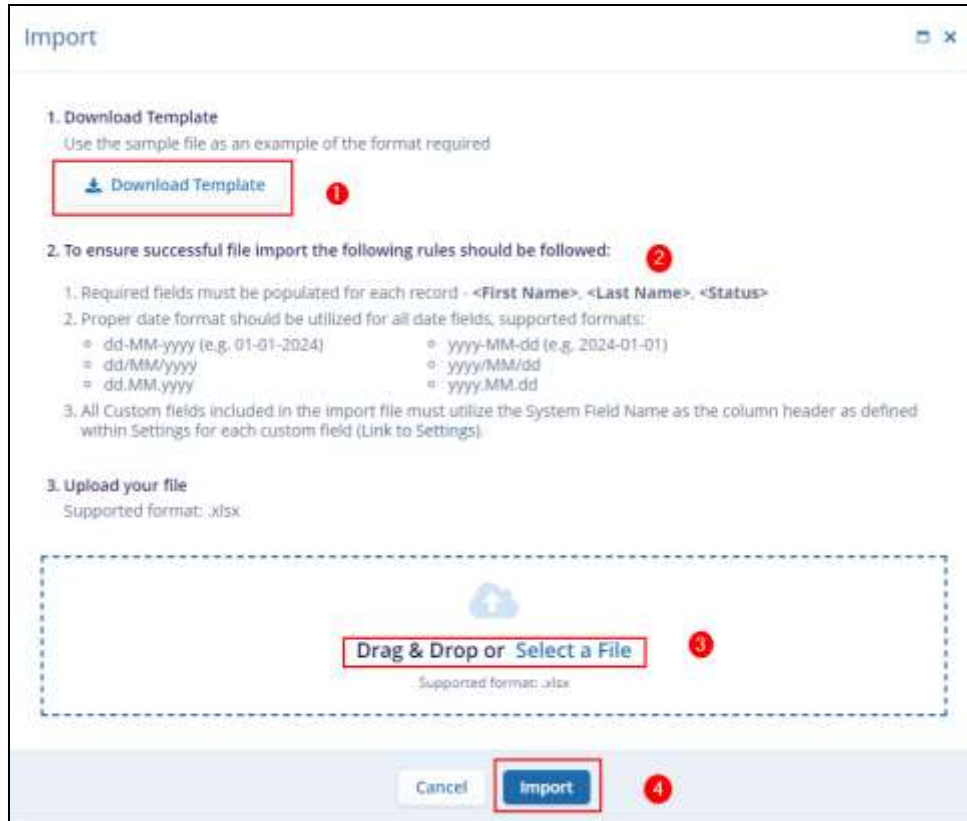 Import
1. Download Template
Use the sample file as an example of the format required
Download Template
1
2. To ensure successful file import the following rules should be followed:
2
1. Required fields must be populated for each record - <First Name>, <Last Name>, <Status>
2. Proper date format should be utilized for all date fields, supported formats:
dd-MM-yyyy (e.g. 01-01-2024)
dd/MM/yyyy
dd.MM.yyyy
yyyy-MM-dd (e.g. 2024-01-01)
yyyy/MM/dd
yyyy.MM.dd
3. All Custom fields included in the import file must utilize the System Field Name as the column header as defined
within Settings for each custom field (Link to Settings).
3. Upload your file
Supported format: .xlsx
Drag & Drop or Select a File
3
Supported format: .xlsx
Cancel
Import
4